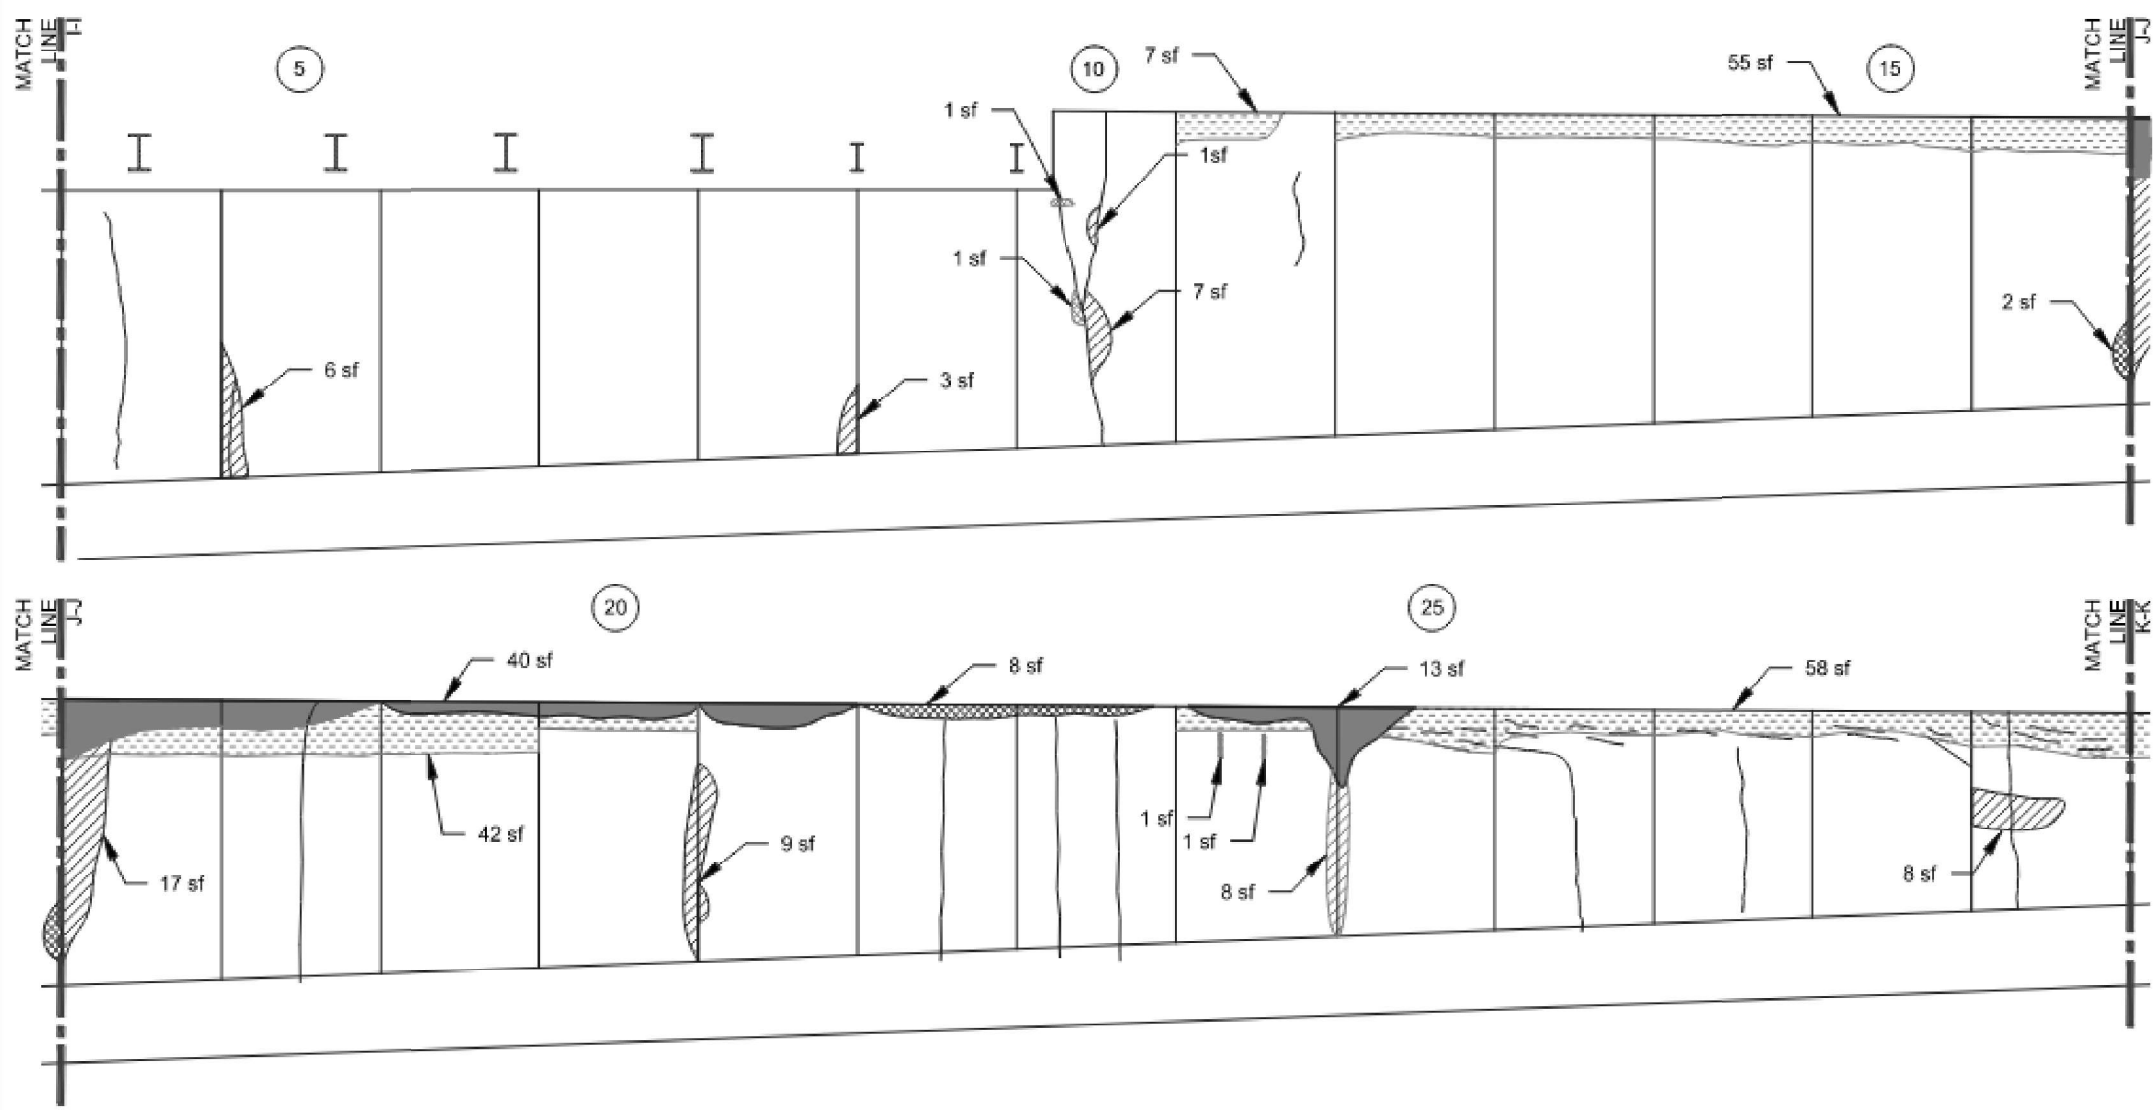 MATCH
LINE
I-I
5
10
7 sf
55 sf
15
MATCH
LINE
J-J
1 sf
1sf
1 sf
7 sf
2 sf
6 sf
3 sf
MATCH
LINE
J-J
20
25
MATCH
LINE
K-K
40 sf
8 sf
13 sf
58 sf
42 sf
1 sf
1 sf
9 sf
17 sf
8 sf
8 sf